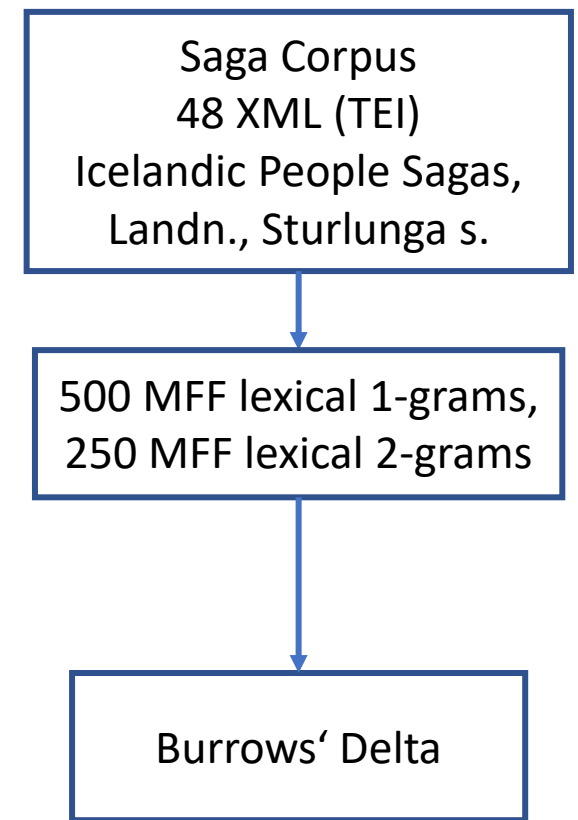 Saga Corpus
48 XML (TEI)
Icelandic People Sagas,
Landn., Sturlunga s.
500 MFF lexical 1-grams,
250 MFF lexical 2-grams
Burrows‘ Delta